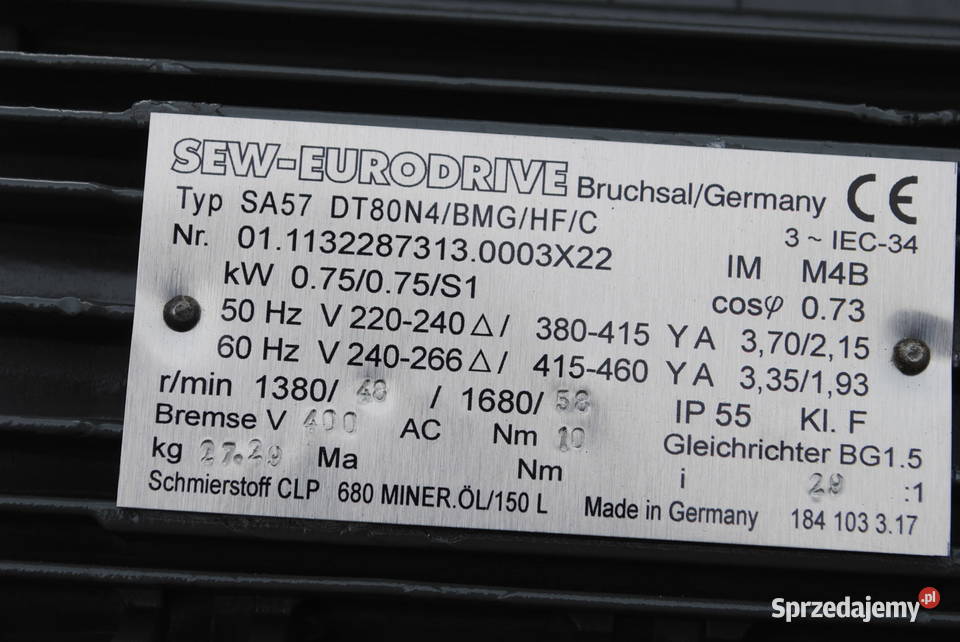 SEW-EURODRIVE Bruchsal/Germany CE
Typ SA57 DT80N4/BMG/HF/C 3 ~ IEC-34
Nr. 01.1132287313.0003X22 IM M4B
kW 0.75/0.75/S1 cosφ 0.73
50 Hz V 220-240 △/ 380-415 Y A 3,70/2,15
60 Hz V 240-266 △/ 415-460 Y A 3,35/1,93
r/min 1380/ 48 / 1680/ 58 IP 55 Kl. F
Bremse V 400 AC Nm 10 Gleichrichter BG1.5
kg 27.29 Ma Nm i 29 :1
Schmierstoff CLP 680 MINER.ÖL/150 L Made in Germany 184 103 3.17
Sprzedajemy.pl